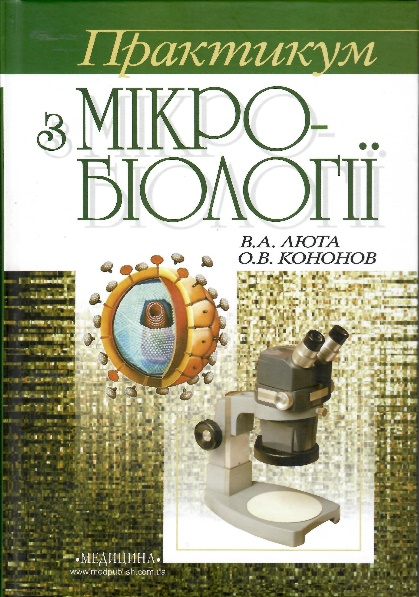 Практикум
з МІКРО-
БІОЛОГІЇ
В.А. ЛЮТА
О.В. КОНОНОВ
•МЕДИЦИНА•
www.medpublish.com.ua